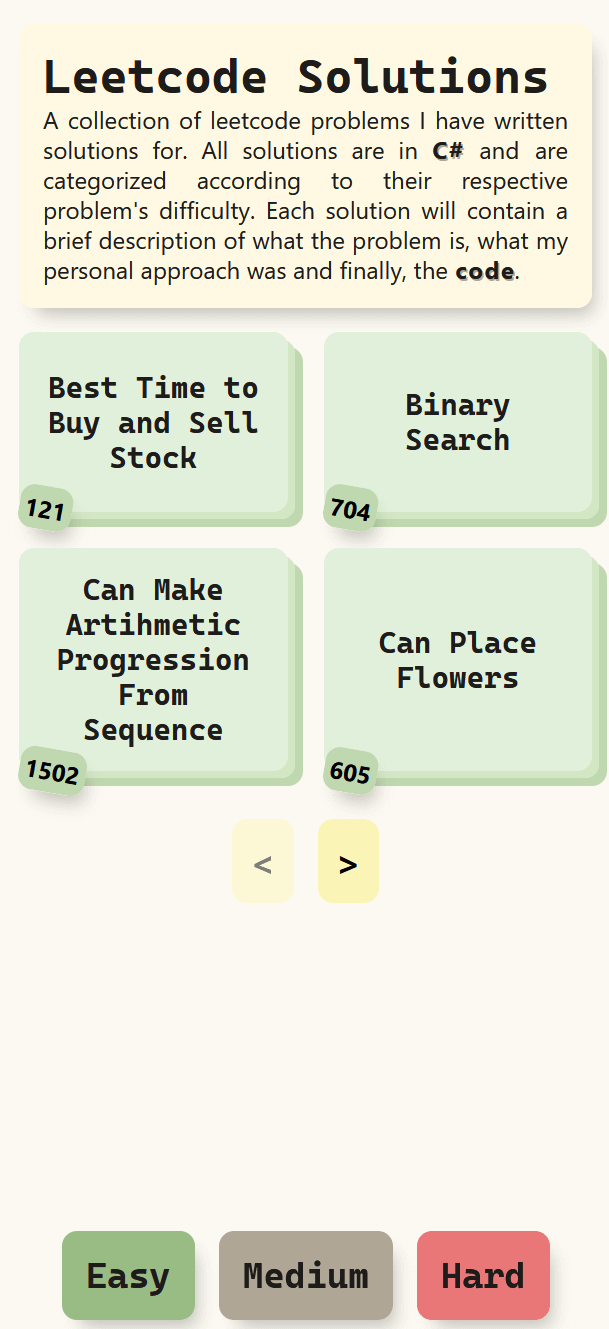 Leetcode Solutions
A collection of leetcode problems I have written
solutions for. All solutions are in C# and are
categorized according to their respective
problem's difficulty. Each solution will contain a
brief description of what the problem is, what my
personal approach was and finally, the code.
Best Time to
Buy and Sell
Stock
121
Binary
Search
704
Can Make
Artihmetic
Progression
From
Sequence
1502
Can Place
Flowers
605
<
>
Easy
Medium
Hard